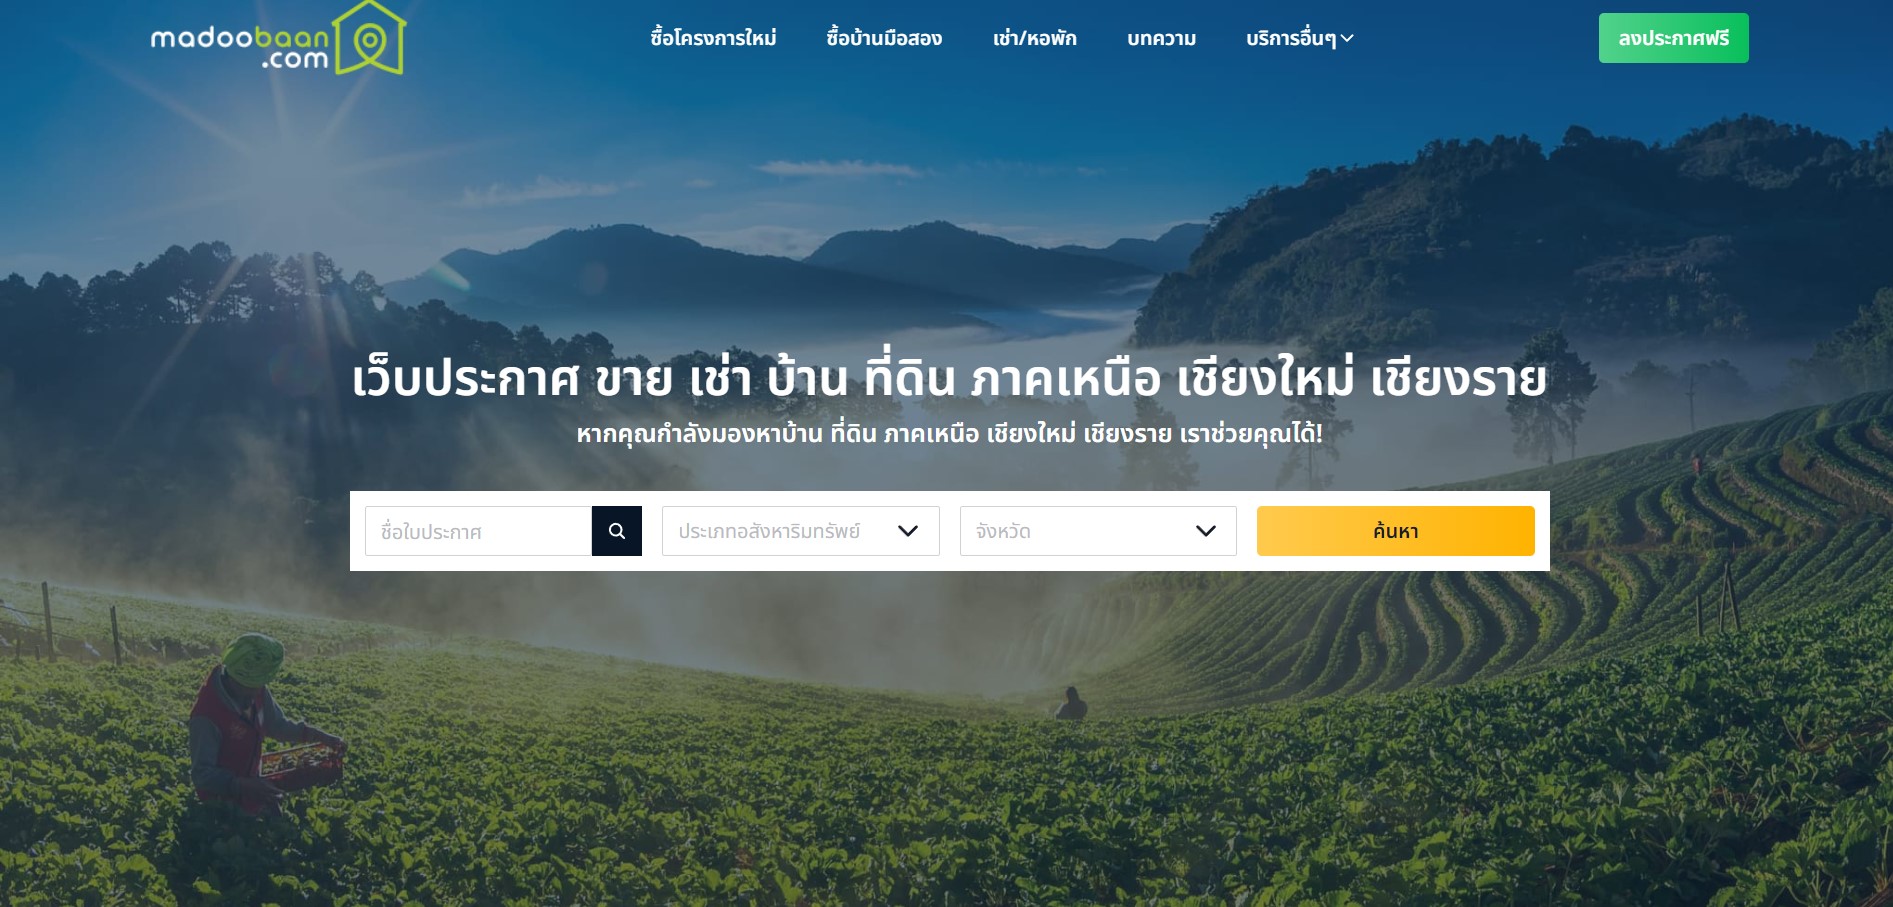 madoobaan
.com
ซื้อโครงการใหม่
ซื้อบ้านมือสอง
เช่า/หอพัก
บทความ
บริการอื่นๆ
ลงประกาศฟรี
เว็บประกาศ ขาย เช่า บ้าน ที่ดิน ภาคเหนือ เชียงใหม่ เชียงราย
หากคุณกำลังมองหาบ้าน ที่ดิน ภาคเหนือ เชียงใหม่ เชียงราย เราช่วยคุณได้!
ชื่อใบประกาศ
ประเภทอสังหาริมทรัพย์
จังหวัด
ค้นหา